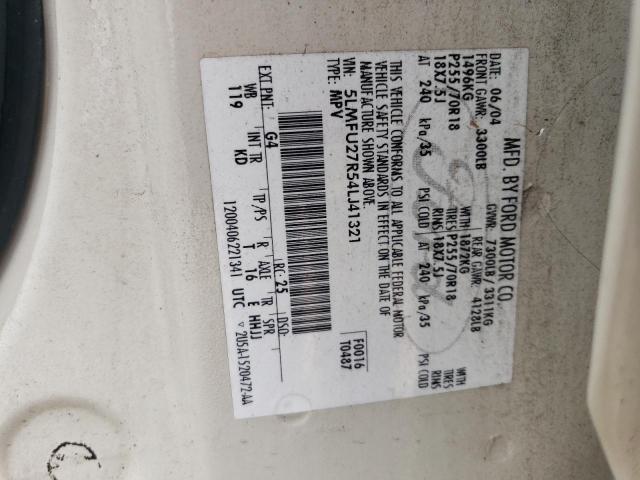 MFD. BY FORD MOTOR CO.
DATE: 06/04 GVWR: 7300LB / 3311KG
FRONT GAWR: 3300LB REAR GAWR: 4128LB
1496KG WITH 1872KG WITH
P255/70R18 TIRES P255/70R18 TIRES
18X7.5J RIMS 18X7.5J RIMS
AT 240 kPa/35 PSI COLD AT 240 kPa/35 PSI COLD
THIS VEHICLE CONFORMS TO ALL APPLICABLE FEDERAL MOTOR
VEHICLE SAFETY STANDARDS IN EFFECT ON THE DATE OF
MANUFACTURE SHOWN ABOVE.
VIN: 5LMFU27R54LJ41321 F0016
TYPE: MPV T0487
EXT PNT: G4 RC: 25 DSO:
WB INT TR TP/PS R AXLE TR SPR
119 KD T 16 E HHJJ
1200406221341 UTC 2U5A-1520472-AA